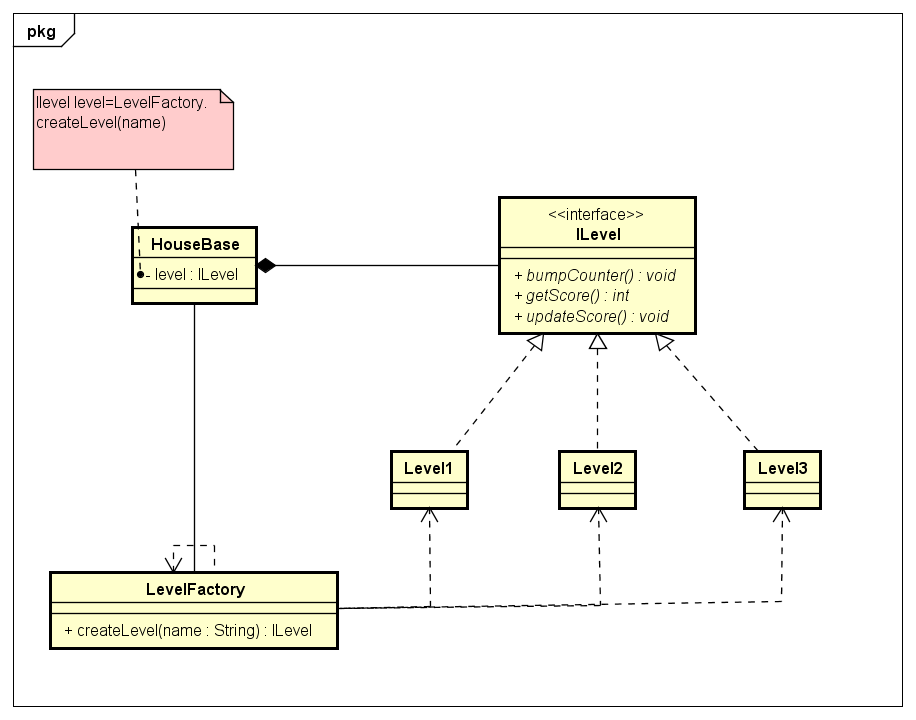 pkg
Ilevel level=LevelFactory.
createLevel(name)
<<interface>>
ILevel
+ bumpCounter() : void
+ getScore() : int
+ updateScore() : void
HouseBase
- level : ILevel
Level1
Level2
Level3
LevelFactory
+ createLevel(name : String) : ILevel